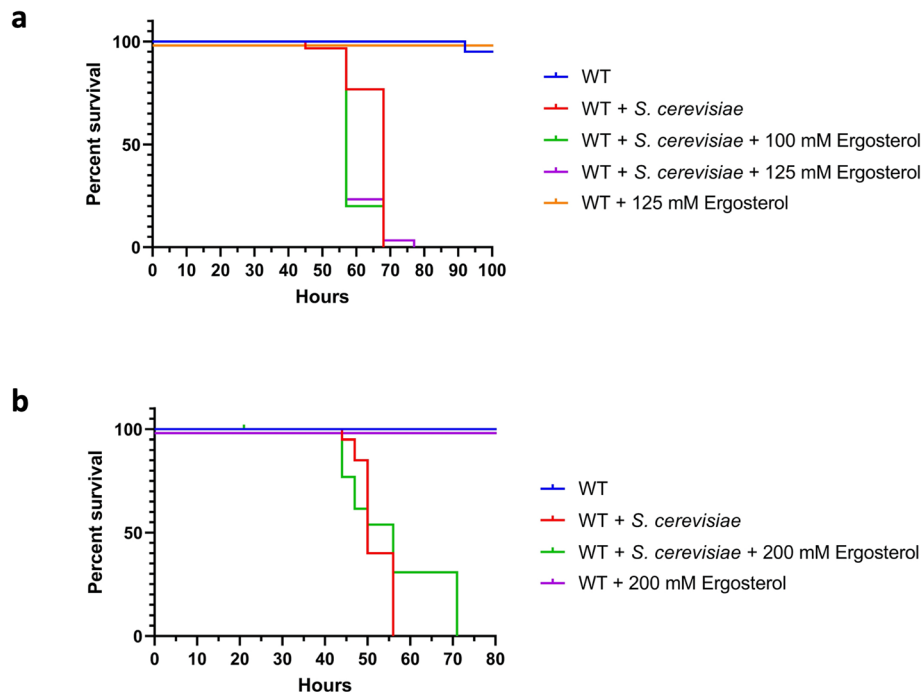 a
Percent survival
100
50
0
0 10 20 30 40 50 60 70 80 90 100
Hours
WT
WT + S. cerevisiae
WT + S. cerevisiae + 100 mM Ergosterol
WT + S. cerevisiae + 125 mM Ergosterol
WT + 125 mM Ergosterol
b
Percent survival
100
50
0
0 10 20 30 40 50 60 70 80
Hours
WT
WT + S. cerevisiae
WT + S. cerevisiae + 200 mM Ergosterol
WT + 200 mM Ergosterol